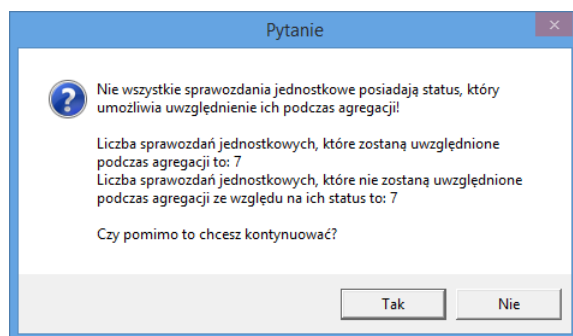 Pytanie
Nie wszystkie sprawozdania jednostkowe posiadają status, który
umożliwia uwzględnienie ich podczas agregacji!
Liczba sprawozdań jednostkowych, które zostaną uwzględnione
podczas agregacji to: 7
Liczba sprawozdań jednostkowych, które nie zostaną uwzględnione
podczas agregacji ze względu na ich status to: 7
Czy pomimo to chcesz kontynuować?
Tak
Nie